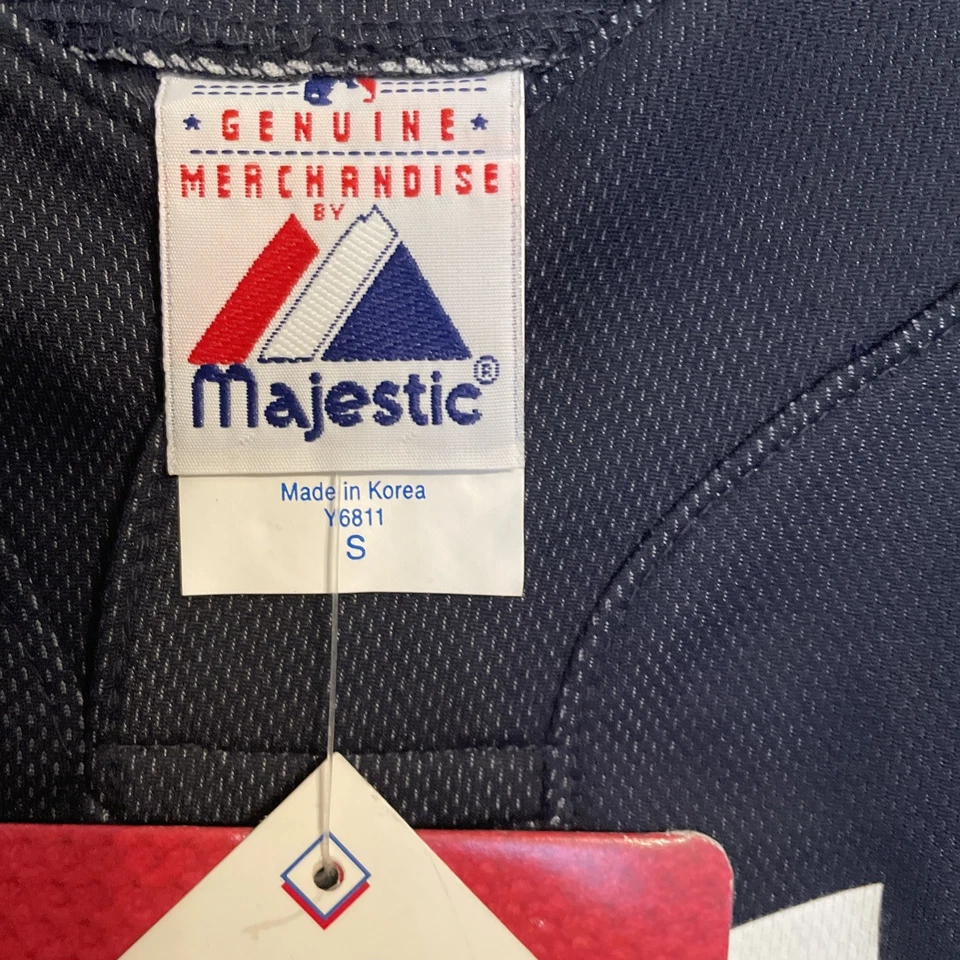 GENUINE
MERCHANDISE
BY
Majestic®
Made in Korea
Y6811
S